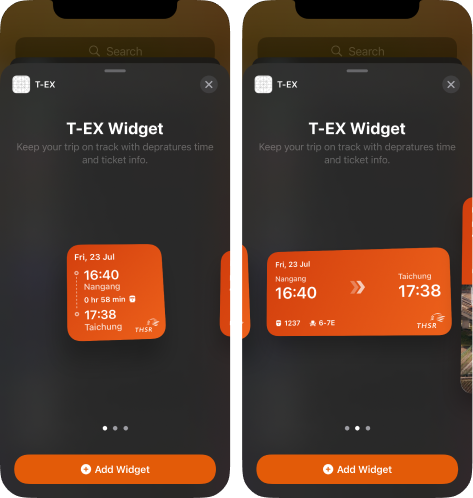 Search
T-EX
T-EX Widget
Keep your trip on track with depratures time
and ticket info.
Fri, 23 Jul
16:40
Nangang
0 hr 58 min
17:38
Taichung
THSR
Add Widget
Search
T-EX
T-EX Widget
Keep your trip on track with depratures time
and ticket info.
Fri, 23 Jul
Nangang
16:40
Taichung
17:38
1237
6-7E
THSR
Add Widget